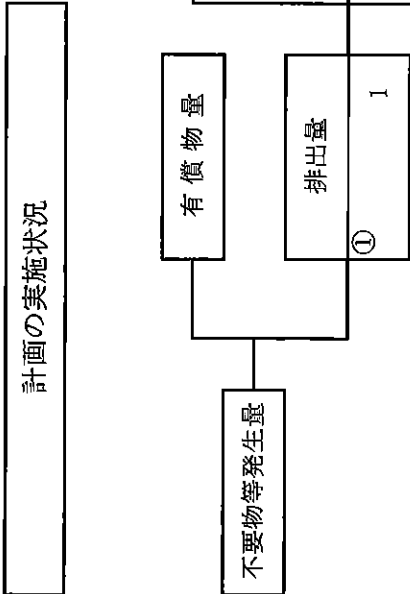 計画の実施状況
不要物等発生量
有償物量
排出量
①
1